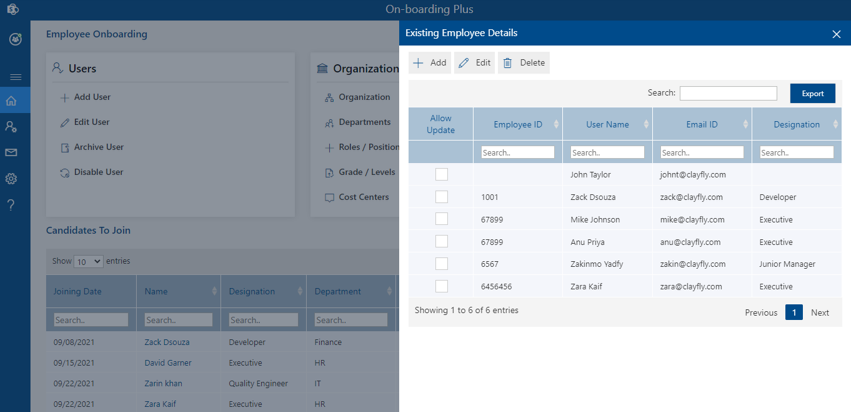 On-boarding Plus
Employee Onboarding
Users
Add User
Edit User
Archive User
Disable User
Organization
Organization
Departments
Roles / Position
Grade / Levels
Cost Centers
Candidates To Join
Show 10 entries
Joining Date Name Designation Department
Search.. Search.. Search.. Search..
09/08/2021 Zack Dsouza Developer Finance
09/15/2021 David Garner Executive HR
09/22/2021 Zarin khan Quality Engineer IT
09/22/2021 Zara Kaif Executive HR
Existing Employee Details
Add Edit Delete
Search: Export
Allow Update Employee ID User Name Email ID Designation
Search.. Search.. Search.. Search..
John Taylor johnt@clayfly.com
1001 Zack Dsouza zack@clayfly.com Developer
67899 Mike Johnson mike@clayfly.com Executive
67899 Anu Priya anu@clayfly.com Executive
6567 Zakinmo Yadfy zakin@clayfly.com Junior Manager
6456456 Zara Kaif zara@clayfly.com Executive
Showing 1 to 6 of 6 entries
Previous 1 Next